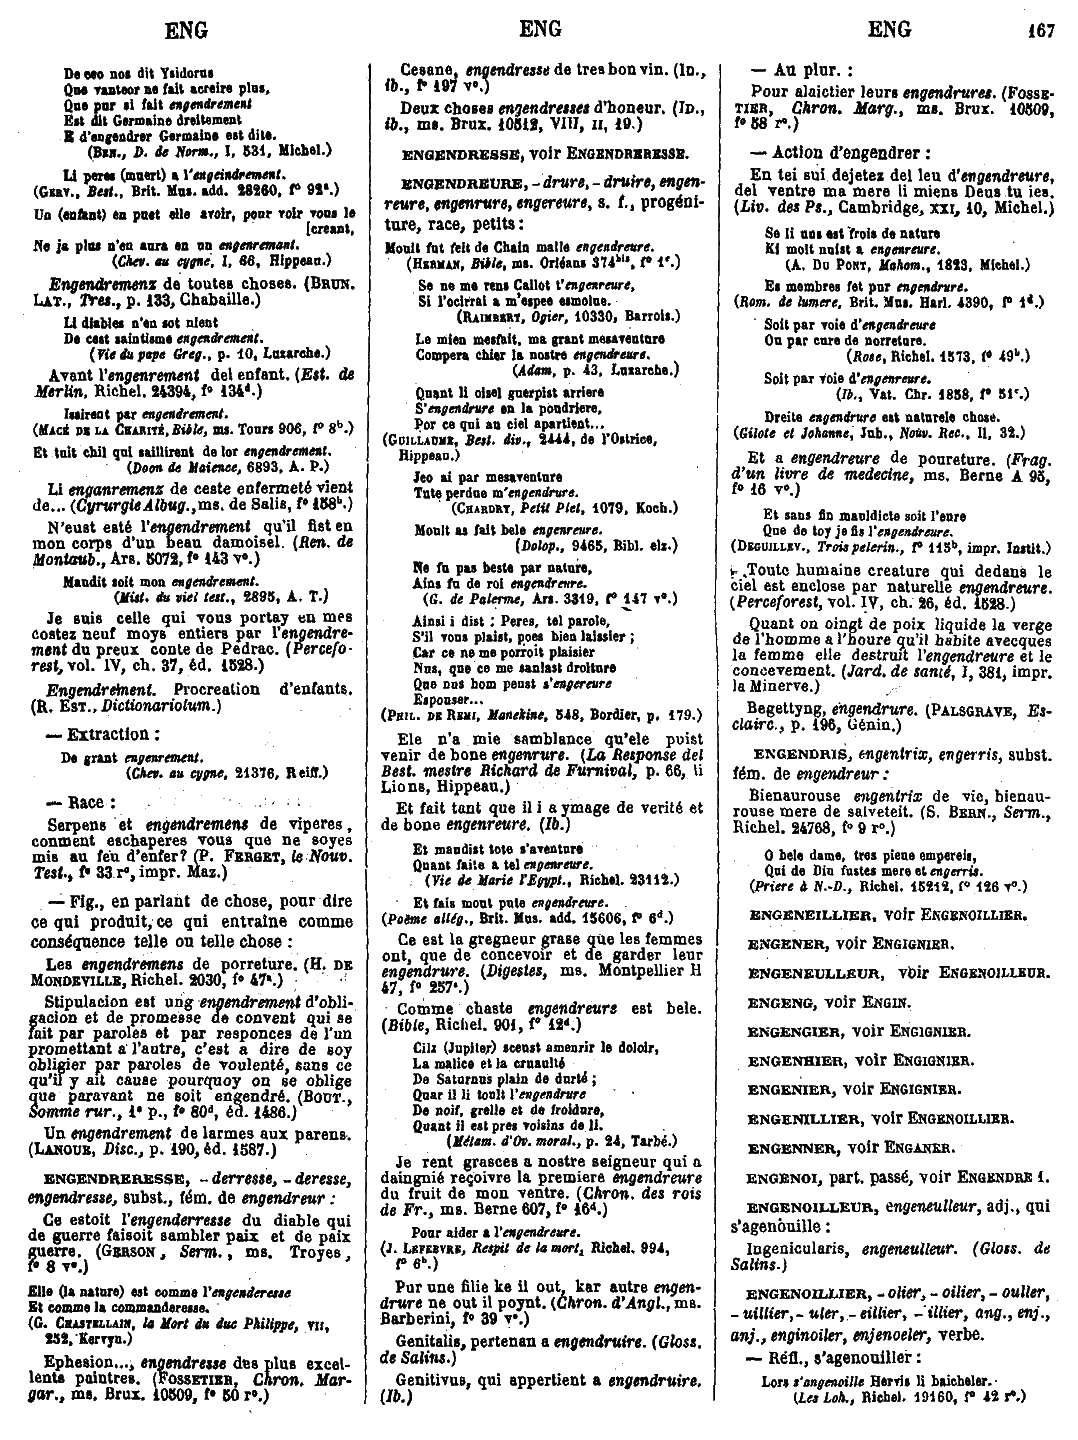 ENG
ENG
ENG 167
De ceo nos dit Ysidorus
Que vanteor ne fait acreire plus,
Que pur si fait engendrement
Est dit Germaine dreitement
E d'engendrer Germaine est dite.
(BEN., D. de Norm., I, 531, Michel.)
Li peres (muert) a l'engeindrement.
(GERV., Best., Brit. Mus. add. 28260, f° 92ª.)
Un (enfant) en puet elle avoir, pour voir vous le
[creant,
Ne ja plus n'en aura en un engenremant.
(Chev. au cygne, I, 66, Hippeau.)
Engendremenz de toutes choses. (BRUN.
LAT., Tres., p. 133, Chabaille.)
Li diables n'en sot nient
De cest saintisme engendrement.
(Vie du pape Greg., p. 10, Luzarche.)
Avant l'engenrement del enfant. (Est. de
Merlin, Richel. 24394, f° 134ᵈ.)
Issirent par engendrement.
(MACÉ DE LA CHARITÉ, Bible, ms. Tours 906, f° 8ᵇ.)
Et tuit chil qui saillirent de lor engendrement.
(Doon de Maience, 6893, A. P.)
Li enganremenz de ceste enfermeté vient
de... (Cyrurgie Albug., ms. de Salis, f° 158ᵇ.)
N'eust esté l'engendrement qu'il fist en
mon corps d'un beau damoisel. (Ren. de
Montaub., Ars. 5072, f° 143 v°.)
Maudit soit mon engendrement.
(Mist. du viel test., 2895, A. T.)
Je suis celle qui vous portay en mes
costez neuf moys entiers par l'engendre-
ment du preux conte de Pedrac. (Percefo-
rest, vol. IV, ch. 37, éd. 1528.)
Engendrement. Procreation d'enfants.
(R. EST., Dictionariolum.)
— Extraction :
De grant engenrement.
(Chev. au cygne, 21376, Reiff.)
— Race :
Serpens et engendremens de viperes,
conment eschaperes vous que ne soyes
mis au feu d'enfer? (P. FERGET, le Nouv.
Test., f° 33 r°, impr. Maz.)
— Fig., en parlant de chose, pour dire
ce qui produit, ce qui entraîne comme
conséquence telle ou telle chose :
Les engendremens de porreture. (H. DE
MONDEVILLE, Richel. 2030, f° 47ª.)
Stipulacion est ung engendrement d'obli-
gacion et de promesse de convent qui se
fait par paroles et par responces de l'un
promettant a l'autre, c'est a dire de soy
obligier par paroles de voulenté, sans ce
qu'il y ait cause pourquoy on se oblige
que paravant ne soit engendré. (BOUT.,
Somme rur., 1ᵉ p., f° 80ᵈ, éd. 1486.)
Un engendrement de larmes aux parens.
(LANOUE, Disc., p. 190, éd. 1587.)
ENGENDRERESSE, - derresse, - deresse,
engendresse, subst., fém. de engendreur :
Ce estoit l'engenderresse du diable qui
de guerre faisoit sambler paix et de paix
guerre. (GERSON, Serm., ms. Troyes,
f° 8 v°.)
Elle (la nature) est comme l'engenderesse
Et comme la commanderesse.
(G. CHASTELLAIN, la Mort du duc Philippe, VII,
252, Kervyn.)
Ephesion..., engendresse des plus excel-
lents paintres. (FOSSETIER, Chron. Mar-
gar., ms. Brux. 10509, f° 50 r°.)
Cesane, engendresse de tres bon vin. (ID.,
ib., f° 197 v°.)
Deux choses engendresses d'honeur. (ID.,
ib., ms. Brux. 10512, VIII, II, 19.)
ENGENDRESSE, voir ENGENDRERESSE.
ENGENDREURE, - drure, - druire, engen-
reure, engenrure, engereure, s. f., progéni-
ture, race, petits :
Moult fut feit de Chain malle engendreure.
(HERMAN, Bible, ms. Orléans 374ᵇⁱˢ, f° 1ᶜ.)
Se ne me rens Callot t'engenreure,
Si l'ocirrai a m'espee esmolue.
(RAIMBERT, Ogier, 10330, Barrois.)
Le mien mesfait, ma grant mesaventure
Compera chier la nostre engendreure.
(Adam, p. 43, Luzarche.)
Quant li oisel guerpist arriere
S'engendrure en la poudriere,
Por ce qui au ciel apartient...
(GUILLAUME, Best. div., 2444, de l'Ostrice,
Hippeau.)
Jeo ai par mesaventure
Tute perdue m'engendrure.
(CHARDRY, Petit Plet, 1079, Koch.)
Moult as fait bele engenreure.
(Dolop., 9465, Bibl. elz.)
Ne fu pas beste par nature,
Ains fu de roi engendreure.
(G. de Palerme, Ars. 3319, f° 147 v°.)
Ainsi i dist : Peres, tel parole,
S'il vous plaist, poes bien laissier ;
Car ce ne me porroit plaisier
Nus, que ce me sanlast droiture
Que nus hom peust s'engereure
Esponser...
(PHIL. DE REMI, Manekine, 548, Bordier, p. 179.)
Ele n'a mie samblance qu'ele puist
venir de bone engenrure. (La Response del
Best. mestre Richard de Furnival, p. 66, li
Lions, Hippeau.)
Et fait tant que il i a ymage de verité et
de bone engenreure. (Ib.)
Et maudist tote s'aventure
Quant faite a tel engenreure.
(Vie de Marie l'Egypt., Richel. 23112.)
Et fais mont pute engendreure.
(Poème allég., Brit. Mus. add. 15606, f° 6ᵈ.)
Ce est la gregneur grase que les femmes
ont, que de concevoir et de garder leur
engendrure. (Digestes, ms. Montpellier H
47, f° 257ᵃ.)
Comme chaste engendreure est bele.
(Bible, Richel. 901, f° 12ᵈ.)
Cilz (Jupiter) sceust amenrir le doloir,
La malice et la cruaulté
De Saturnus plain de durté ;
Quar il li toult l'engendrure
De noif, grelle et de froidure,
Quant il est pres voisins de li.
(Métam. d'Ov. moral., p. 24, Tarbé.)
Je rent grasces a nostre seigneur qui a
daingnié reçoivre la premiere engendreure
du fruit de mon ventre. (Chron. des rois
de Fr., ms. Berne 607, f° 16ᵈ.)
Pour aider a l'engendreure.
(J. LEFEBVRE, Respit de la mort, Richel. 994,
f° 6ᵇ.)
Pur une fille ke il out, kar autre engen-
drure ne out il poynt. (Chron. d'Angl., ms.
Barberini, f° 39 v°.)
Genitalis, pertenan a engendruire. (Gloss.
de Salins.)
Genitivus, qui appertient a engendruire.
(Ib.)
— Au plur. :
Pour alaictier leurs engendrures. (FOSSE-
TIER, Chron. Marg., ms. Brux. 10509,
f° 58 r°.)
— Action d'engendrer :
En tei sui dejetez del leu d'engendreure,
del ventre ma mere li miens Deus tu ies.
(Liv. des Ps., Cambridge, XXI, 10, Michel.)
Se li uns est frois de nature
Ki molt nuist a engenreure.
(A. DU PONT, Mahom., 1823, Michel.)
Es membres fet pur engendrure.
(Rom. de lumere, Brit. Mus. Harl. 4390, f° 1ᵈ.)
Soit par voie d'engendreure
Ou par cure de norreture.
(Rose, Richel. 1573, f° 49ᵇ.)
Soit par voie d'engenreure.
(Ib., Vat. Chr. 1858, f° 51ᶜ.)
Dreite engendrure est naturele chose.
(Gilote et Johanne, Jub., Nouv. Rec., II, 32.)
Et a engendreure de poureture. (Frag.
d'un livre de medecine, ms. Berne A 95,
f° 16 v°.)
Et sans fin mauldicte soit l'eure
Que de toy je fis l'engendreure.
(DEGUILLEV., Trois pelerin., f° 115ᵇ, impr. Instit.)
Toute humaine creature qui dedans le
ciel est enclose par naturelle engendreure.
(Perceforest, vol. IV, ch. 26, éd. 1528.)
Quant on oingt de poix liquide la verge
de l'homme a l'houre qu'il habite avecques
la femme elle destruit l'engendreure et le
concevement. (Jard. de santé, I, 381, impr.
la Minerve.)
Begettyng, engendrure. (PALSGRAVE, Es-
clairc., p. 196, Génin.)
ENGENDRIS, engentrix, engerris, subst.
fém. de engendreur :
Bienaurouse engentrix de vie, bienau-
rouse mere de salveteit. (S. BERN., Serm.,
Richel. 24768, f° 9 r°.)
O bele dame, tres piene empereis,
Qui de Diu fustes mere et engerris.
(Priere à N.-D., Richel. 15212, f° 126 v°.)
ENGENEILLIER, voir ENGENOILLIER.
ENGENER, voir ENGIGNIER.
ENGENEULLEUR, voir ENGENOILLEUR.
ENGENG, voir ENGIN.
ENGENGIER, voir ENGIGNIER.
ENGENHIER, voir ENGIGNIER.
ENGENIER, voir ENGIGNIER.
ENGENILLIER, voir ENGENOILLIER.
ENGENNER, voir ENGANER.
ENGENOI, part. passé, voir ENGENDRE 1.
ENGENOILLEUR, engeneulleur, adj., qui
s'agenouille :
Ingenicularis, engeneulleur. (Gloss. de
Salins.)
ENGENOILLIER, - olier, - oilier, - ouller,
- uillier, - uler, - eillier, - illier, ang., enj.,
anj., enginoiler, enjenoeler, verbe.
— Réfl., s'agenouiller :
Lors s'angenoille Hervis li baicheler.
(Les Loh., Richel. 19160, f° 42 r°.)